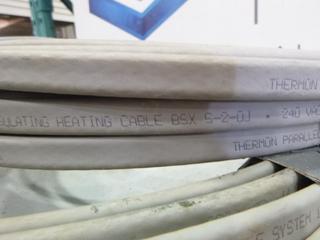 THERMON
ULATING HEATING CABLE BSX 5-2-OJ • 240 VAC
THERMON PARALLEL
SYSTEM